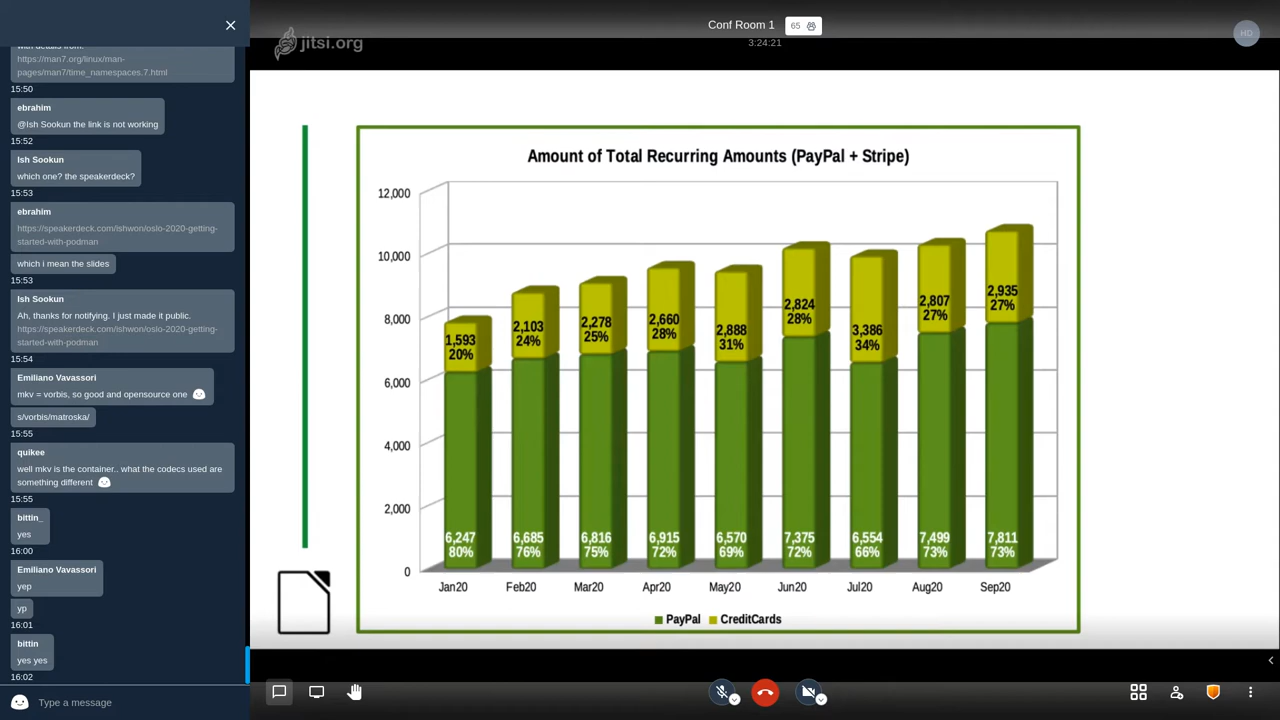 with details from:
https://man7.org/linux/man-
pages/man7/time_namespaces.7.html
15:50
ebrahim
@Ish Sookun the link is not working
15:52
Ish Sookun
which one? the speakerdeck?
15:53
ebrahim
https://speakerdeck.com/ishwon/oslo-2020-getting-
started-with-podman
which i mean the slides
15:53
Ish Sookun
Ah, thanks for notifying. I just made it public.
https://speakerdeck.com/ishwon/oslo-2020-getting-
started-with-podman
15:54
Emiliano Vavassori
mkv = vorbis, so good and opensource one
s/vorbis/matroska/
15:55
quikee
well mkv is the container.. what the codecs used are
something different
15:55
bittin_
yes
16:00
Emiliano Vavassori
yep
yp
16:01
bittin
yes yes
16:02
Type a message
jitsi.org
Conf Room 1 65
3:24:21
HD
Amount of Total Recurring Amounts (PayPal + Stripe)
12,000
10,000
8,000
6,000
4,000
2,000
0
1,593 2,103 2,278 2,660 2,888 2,824 3,386 2,807 2,935
20% 24% 25% 28% 31% 28% 34% 27% 27%
6,247 6,685 6,816 6,915 6,570 7,375 6,554 7,499 7,811
80% 76% 75% 72% 69% 72% 66% 73% 73%
Jan20 Feb20 Mar20 Apr20 May20 Jun20 Jul20 Aug20 Sep20
PayPal CreditCards